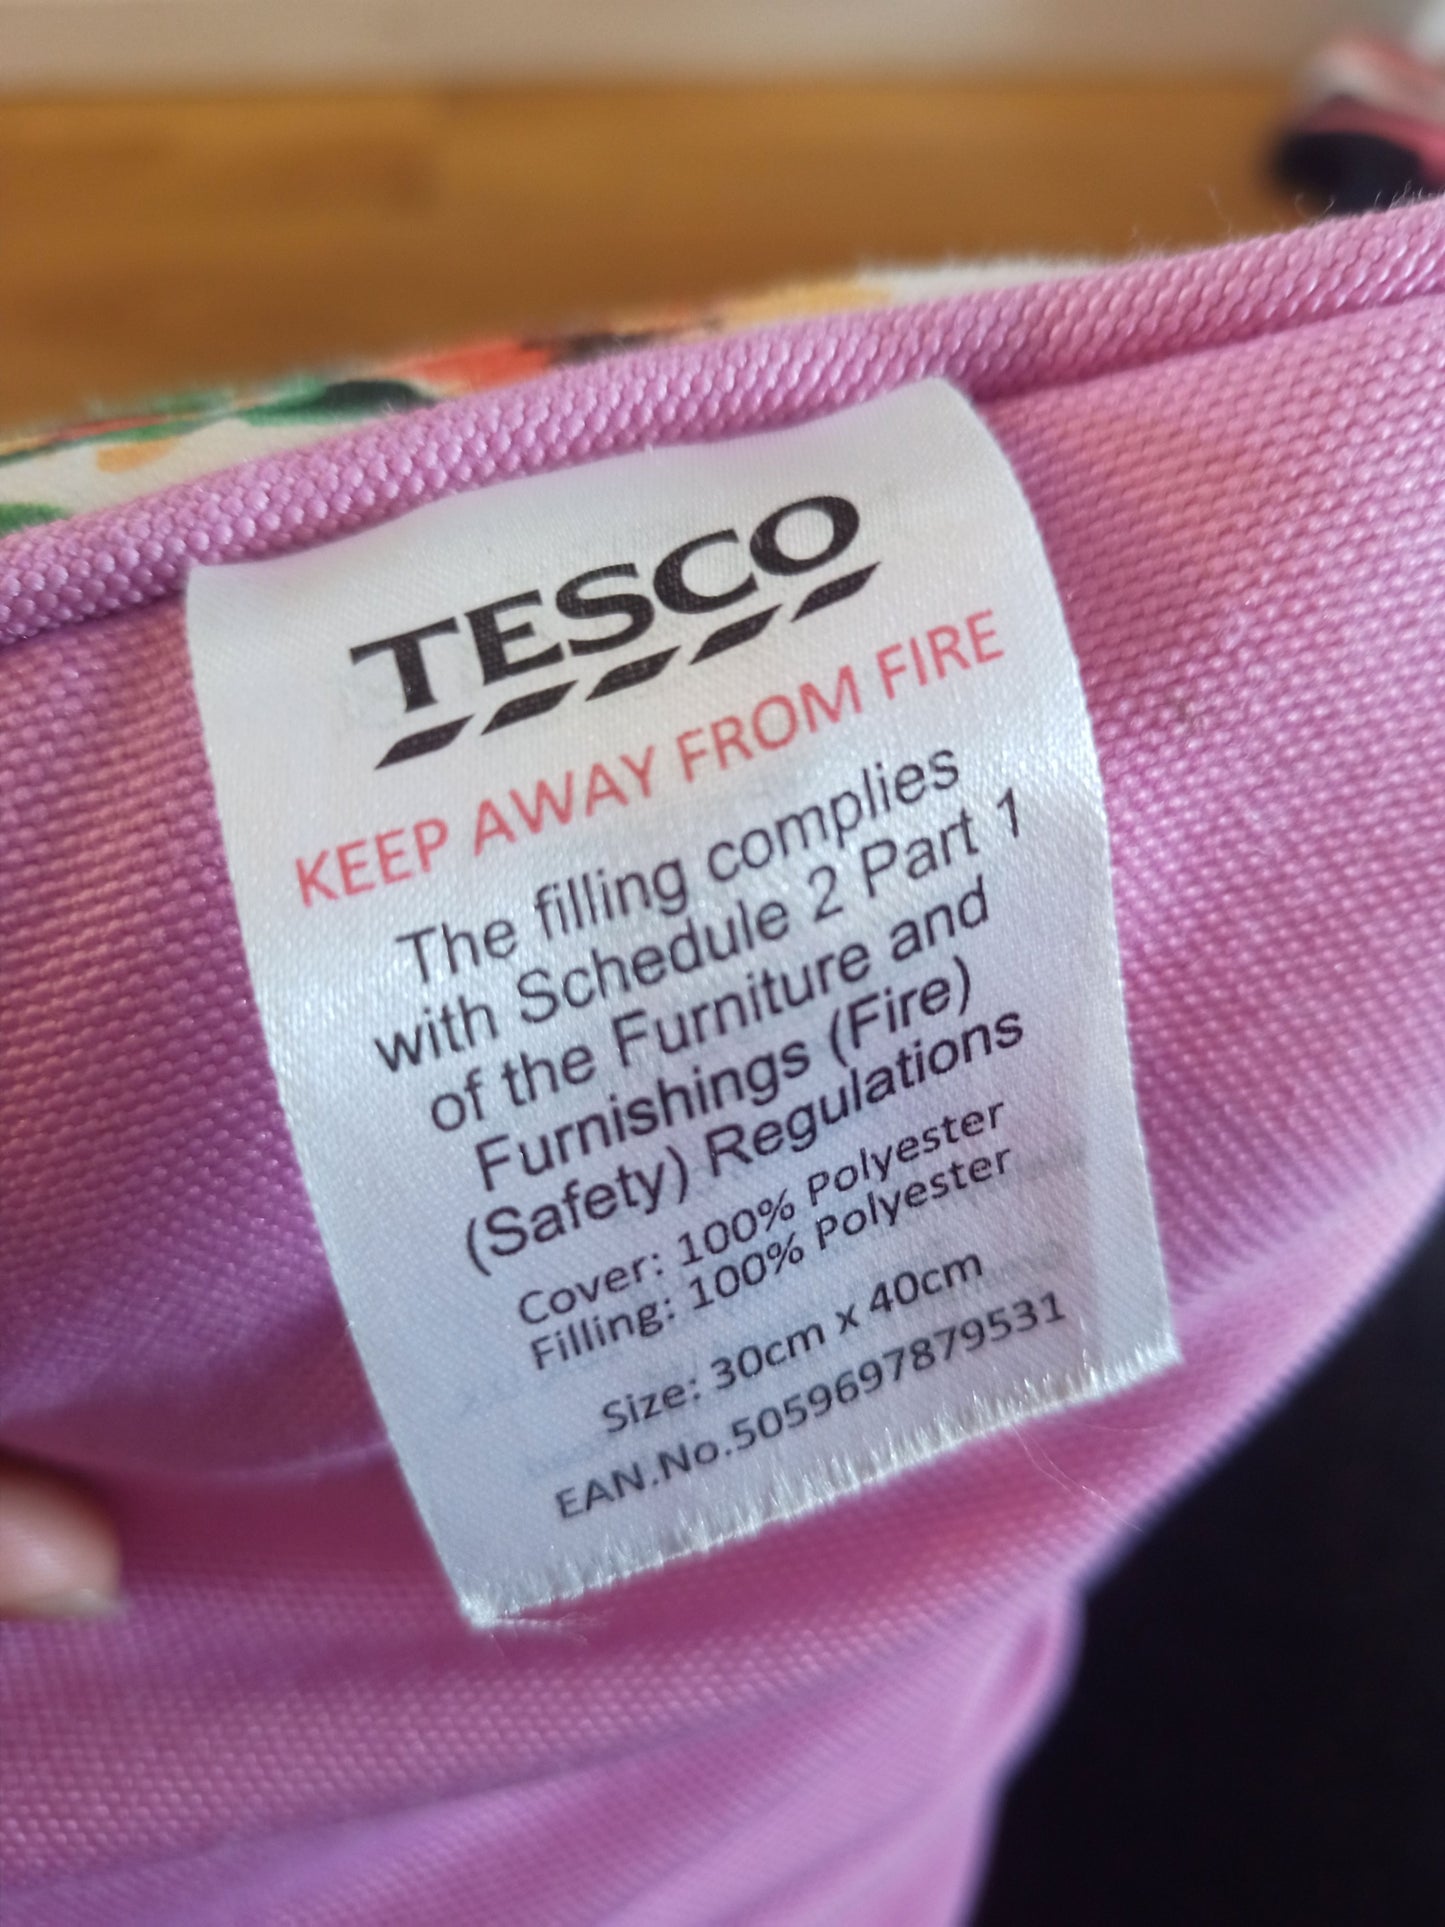 TESCO
KEEP AWAY FROM FIRE
The filling complies
with Schedule 2 Part 1
of the Furniture and
Furnishings (Fire)
(Safety) Regulations
Cover: 100% Polyester
Filling: 100% Polyester
Size: 30cm x 40cm
EAN.No.5059697879531